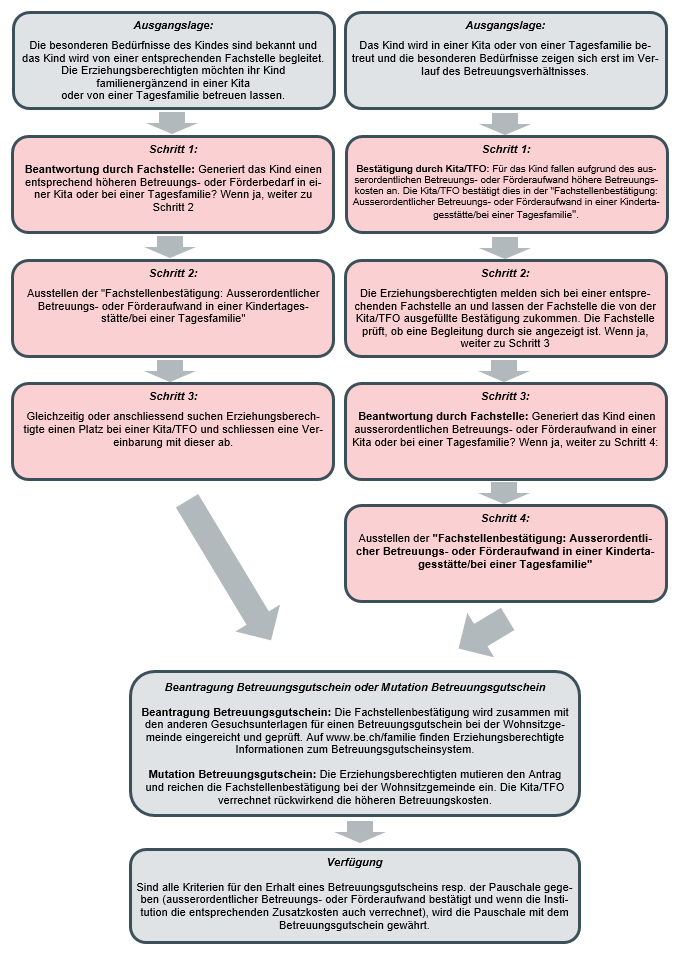 Ausgangslage:
Die besonderen Bedürfnisse des Kindes sind bekannt und
das Kind wird von einer entsprechenden Fachstelle begleitet.
Die Erziehungsberechtigten möchten ihr Kind
familienergänzend in einer Kita
oder von einer Tagesfamilie betreuen lassen.
Schritt 1:
Beantwortung durch Fachstelle: Generiert das Kind einen
entsprechend höheren Betreuungs- oder Förderbedarf in ei-
ner Kita oder bei einer Tagesfamilie? Wenn ja, weiter zu
Schritt 2
Schritt 2:
Ausstellen der "Fachstellenbestätigung: Ausserordentlicher
Betreuungs- oder Förderaufwand in einer Kindertages-
stätte/bei einer Tagesfamilie"
Schritt 3:
Gleichzeitig oder anschliessend suchen Erziehungsberech-
tigte einen Platz bei einer Kita/TFO und schliessen eine Ver-
einbarung mit dieser ab.
Ausgangslage:
Das Kind wird in einer Kita oder von einer Tagesfamilie be-
treut und die besonderen Bedürfnisse zeigen sich erst im Ver-
lauf des Betreuungsverhältnisses.
Schritt 1:
Bestätigung durch Kita/TFO: Für das Kind fallen aufgrund des aus-
serordentlichen Betreuungs- oder Förderaufwand höhere Betreuungs-
kosten an. Die Kita/TFO bestätigt dies in der "Fachstellenbestätigung:
Ausserordentlicher Betreuungs- oder Förderaufwand in einer Kinderta-
gesstätte/bei einer Tagesfamilie".
Schritt 2:
Die Erziehungsberechtigten melden sich bei einer entspre-
chenden Fachstelle an und lassen der Fachstelle die von der
Kita/TFO ausgefüllte Bestätigung zukommen. Die Fachstelle
prüft, ob eine Begleitung durch sie angezeigt ist. Wenn ja,
weiter zu Schritt 3
Schritt 3:
Beantwortung durch Fachstelle: Generiert das Kind einen
ausserordentlichen Betreuungs- oder Förderaufwand in einer
Kita oder bei einer Tagesfamilie? Wenn ja, weiter zu Schritt 4:
Schritt 4:
Ausstellen der "Fachstellenbestätigung: Ausserordentli-
cher Betreuungs- oder Förderaufwand in einer Kinderta-
gesstätte/bei einer Tagesfamilie"
Beantragung Betreuungsgutschein oder Mutation Betreuungsgutschein
Beantragung Betreuungsgutschein: Die Fachstellenbestätigung wird zusammen mit
den anderen Gesuchsunterlagen für einen Betreuungsgutschein bei der Wohnsitzge-
meinde eingereicht und geprüft. Auf www.be.ch/familie finden Erziehungsberechtigte
Informationen zum Betreuungsgutscheinsystem.
Mutation Betreuungsgutschein: Die Erziehungsberechtigten mutieren den Antrag
und reichen die Fachstellenbestätigung bei der Wohnsitzgemeinde ein. Die Kita/TFO
verrechnet rückwirkend die höheren Betreuungskosten.
Verfügung
Sind alle Kriterien für den Erhalt eines Betreuungsgutscheins resp. der Pauschale gege-
ben (ausserordentlicher Betreuungs- oder Förderaufwand bestätigt und wenn die Insti-
tution die entsprechenden Zusatzkosten auch verrechnet), wird die Pauschale mit dem
Betreuungsgutschein gewährt.